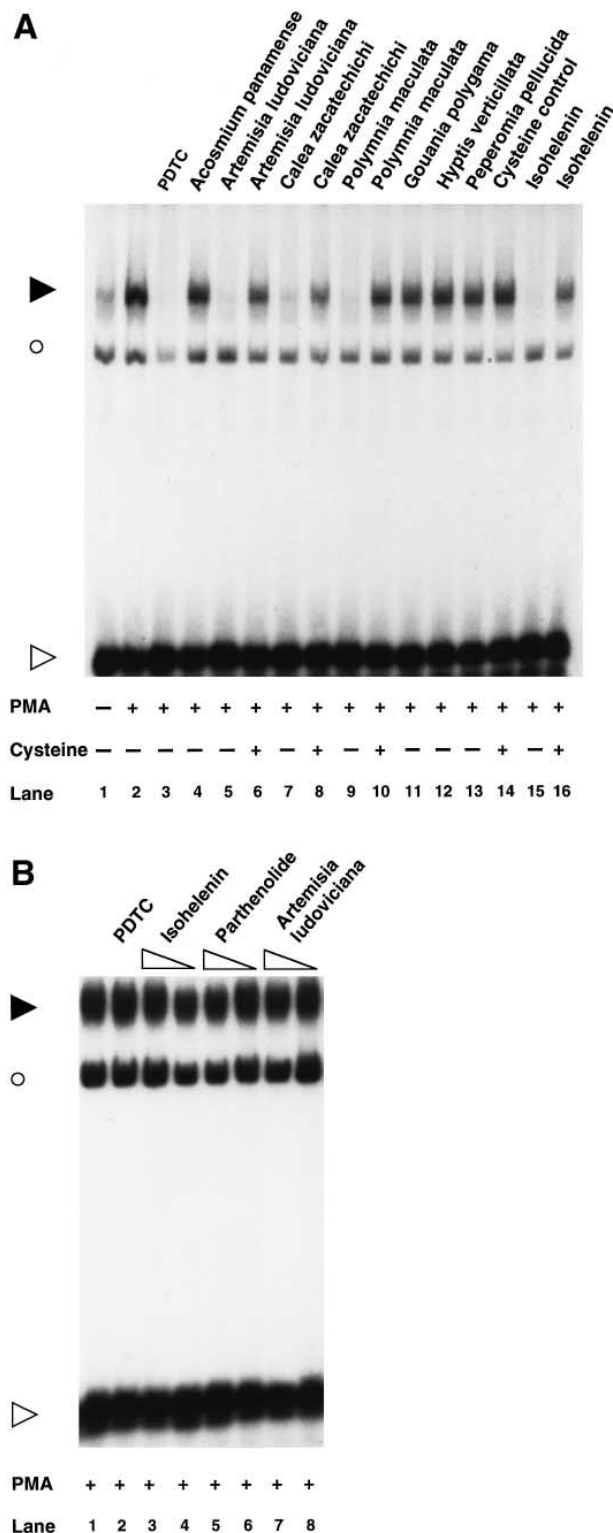 A
PDTC
Acosmium panamense
Artemisia ludoviciana
Artemisia ludoviciana
Calea zacatechichi
Calea zacatechichi
Polymnia maculata
Polymnia maculata
Gouania polygama
Hyptis verticillata
Peperomia pellucida
Cysteine control
Isohelenin
Isohelenin
PMA − + + + + + + + + + + + + + + +
Cysteine − − − − − + − + − + − − − + − +
Lane 1 2 3 4 5 6 7 8 9 10 11 12 13 14 15 16
B
PDTC
Isohelenin
Parthenolide
Artemisia
ludoviciana
PMA + + + + + + + +
Lane 1 2 3 4 5 6 7 8